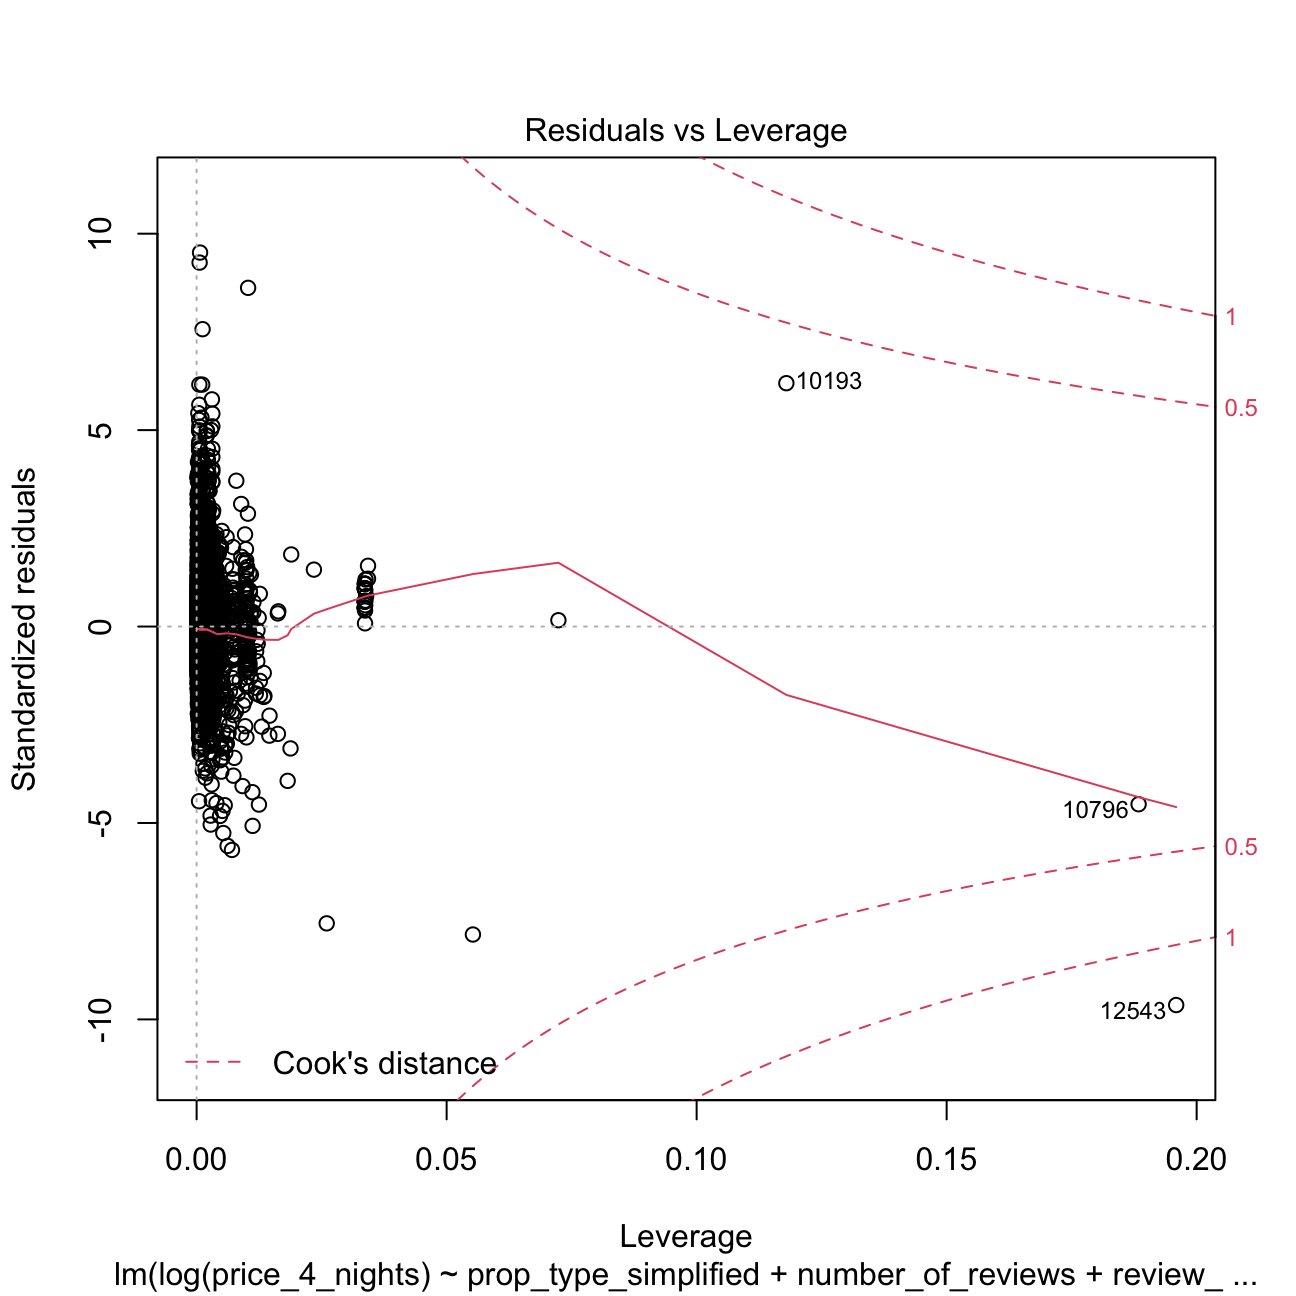 Residuals vs Leverage
Standardized residuals
10
5
0
-5
-10
10193
10796
12543
1
0.5
0.5
1
Cook's distance
0.00 0.05 0.10 0.15 0.20
Leverage
lm(log(price_4_nights) ~ prop_type_simplified + number_of_reviews + review_ ...